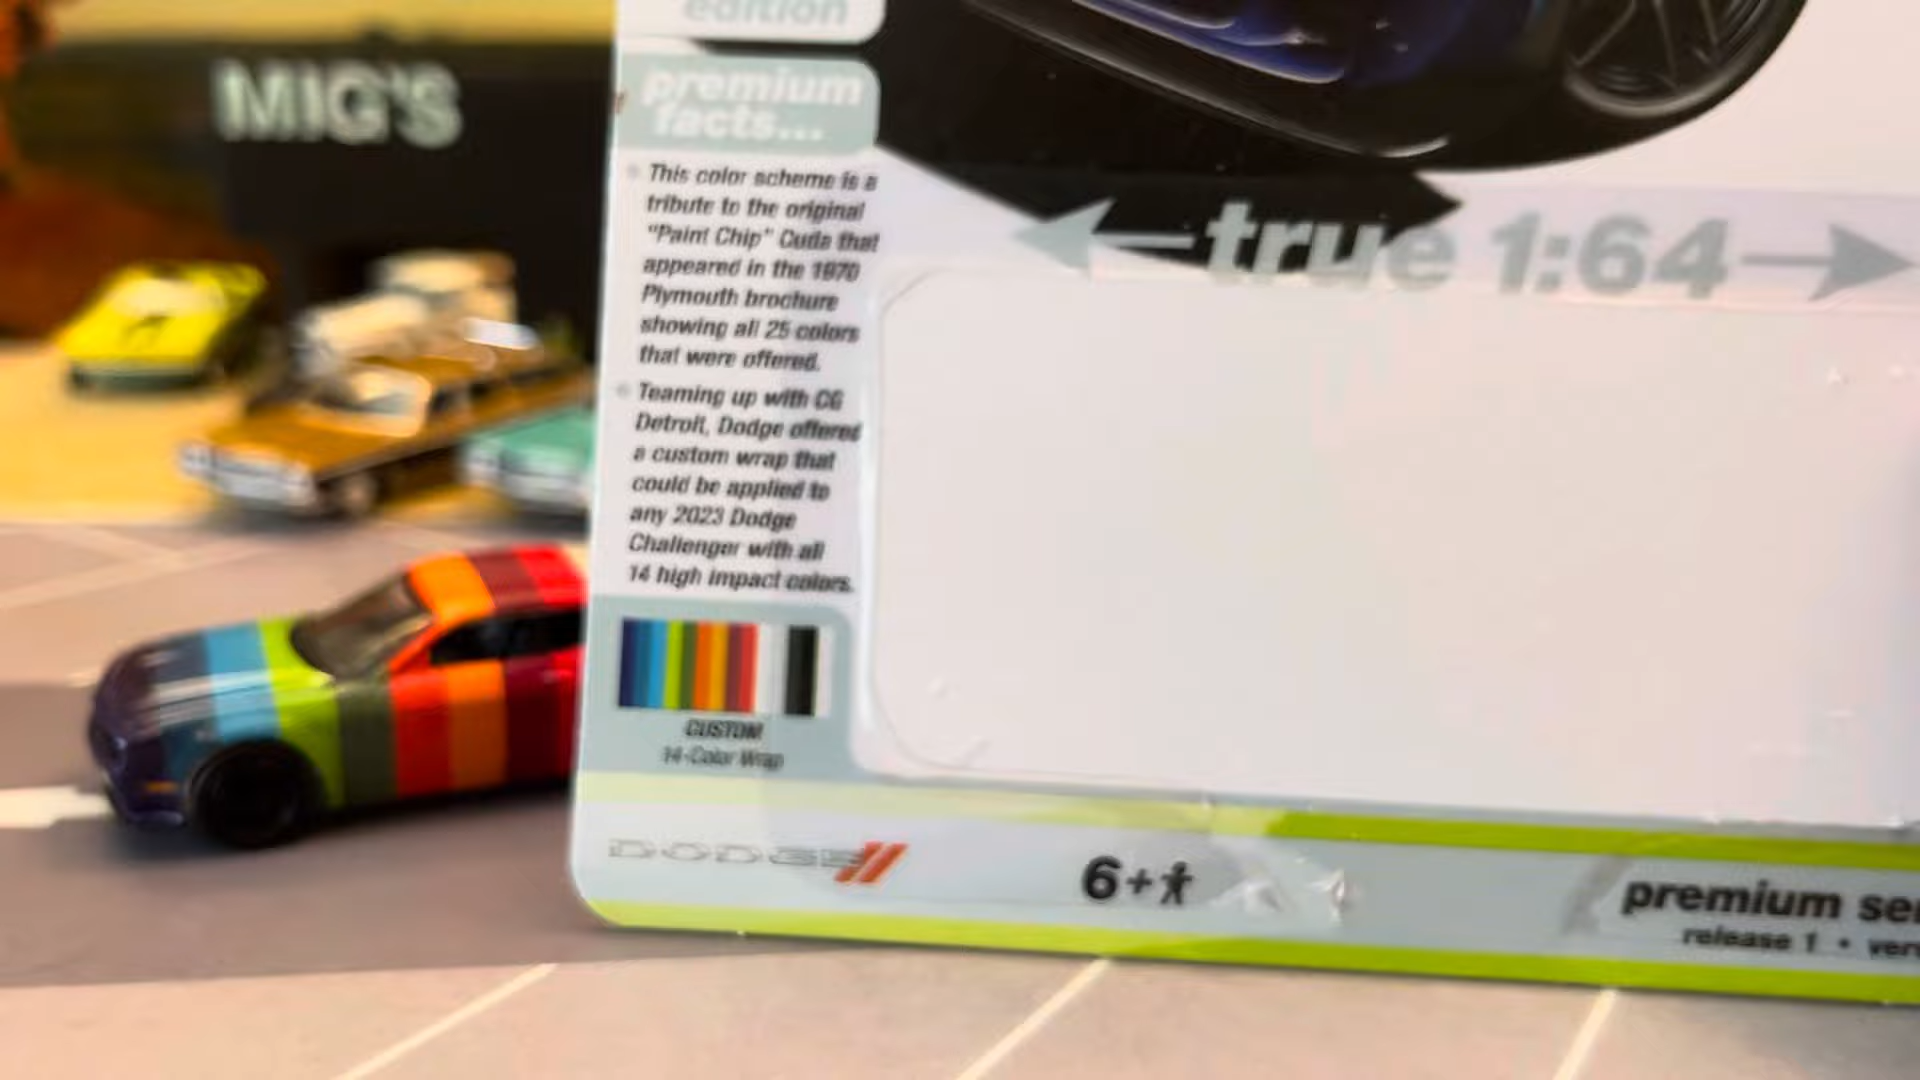 MIG'S
edition
premium
facts...
This color scheme is a
tribute to the original
"Paint Chip" Cuda that
appeared in the 1970
Plymouth brochure
showing all 25 colors
that were offered.
Teaming up with CG
Detroit, Dodge offered
a custom wrap that
could be applied to
any 2023 Dodge
Challenger with all
14 high impact colors.
CUSTOM
14-Color Wrap
true 1:64
DODGE
6+
premium
release 1 •